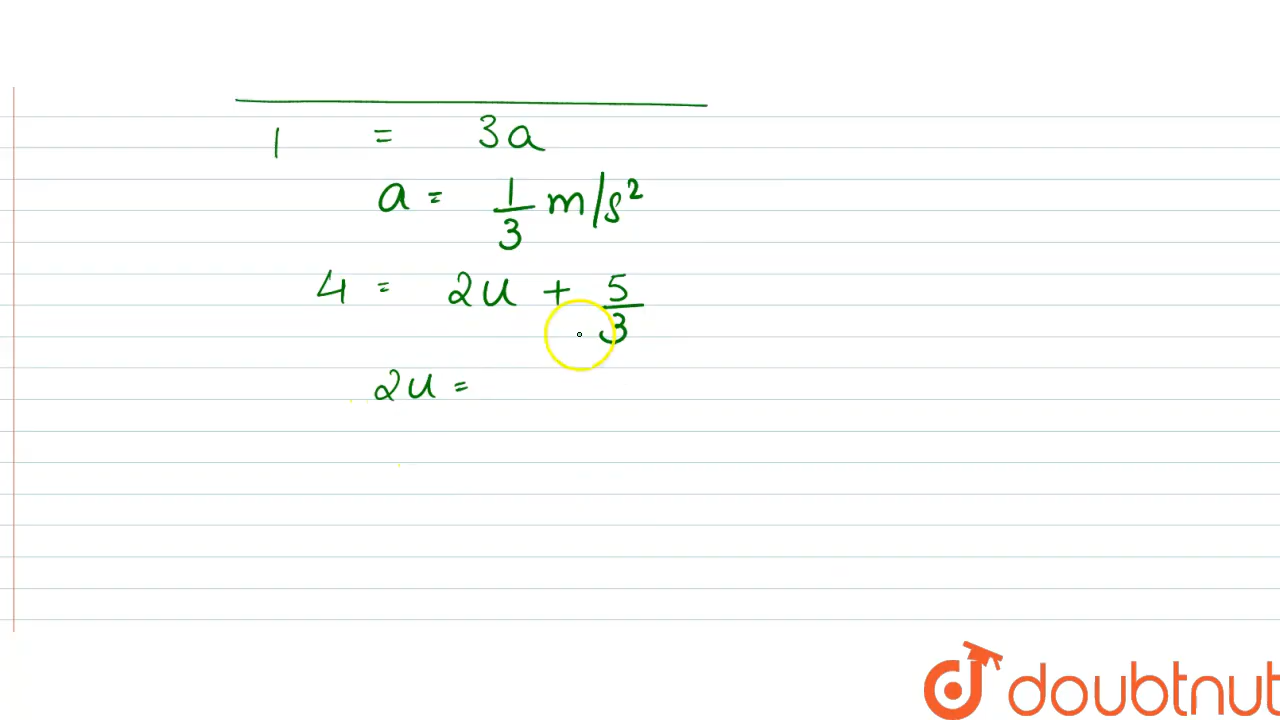 1 = 3a
a = 1/3 m/s²
4 = 2u + 5/3
2u =
doubtnut